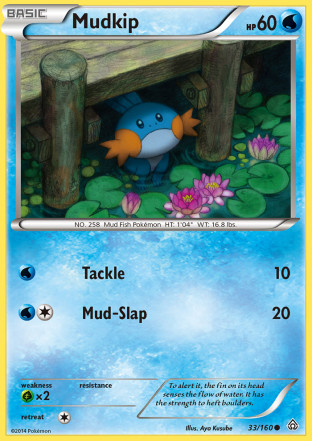 BASIC
Mudkip
HP60
NO. 258 Mud Fish Pokémon HT: 1'04" WT: 16.8 lbs.
Tackle 10
Mud-Slap 20
weakness resistance
×2
To alert it, the fin on its head
senses the flow of water. It has
the strength to heft boulders.
retreat
©2014 Pokémon
Illus. Aya Kusube 33/160